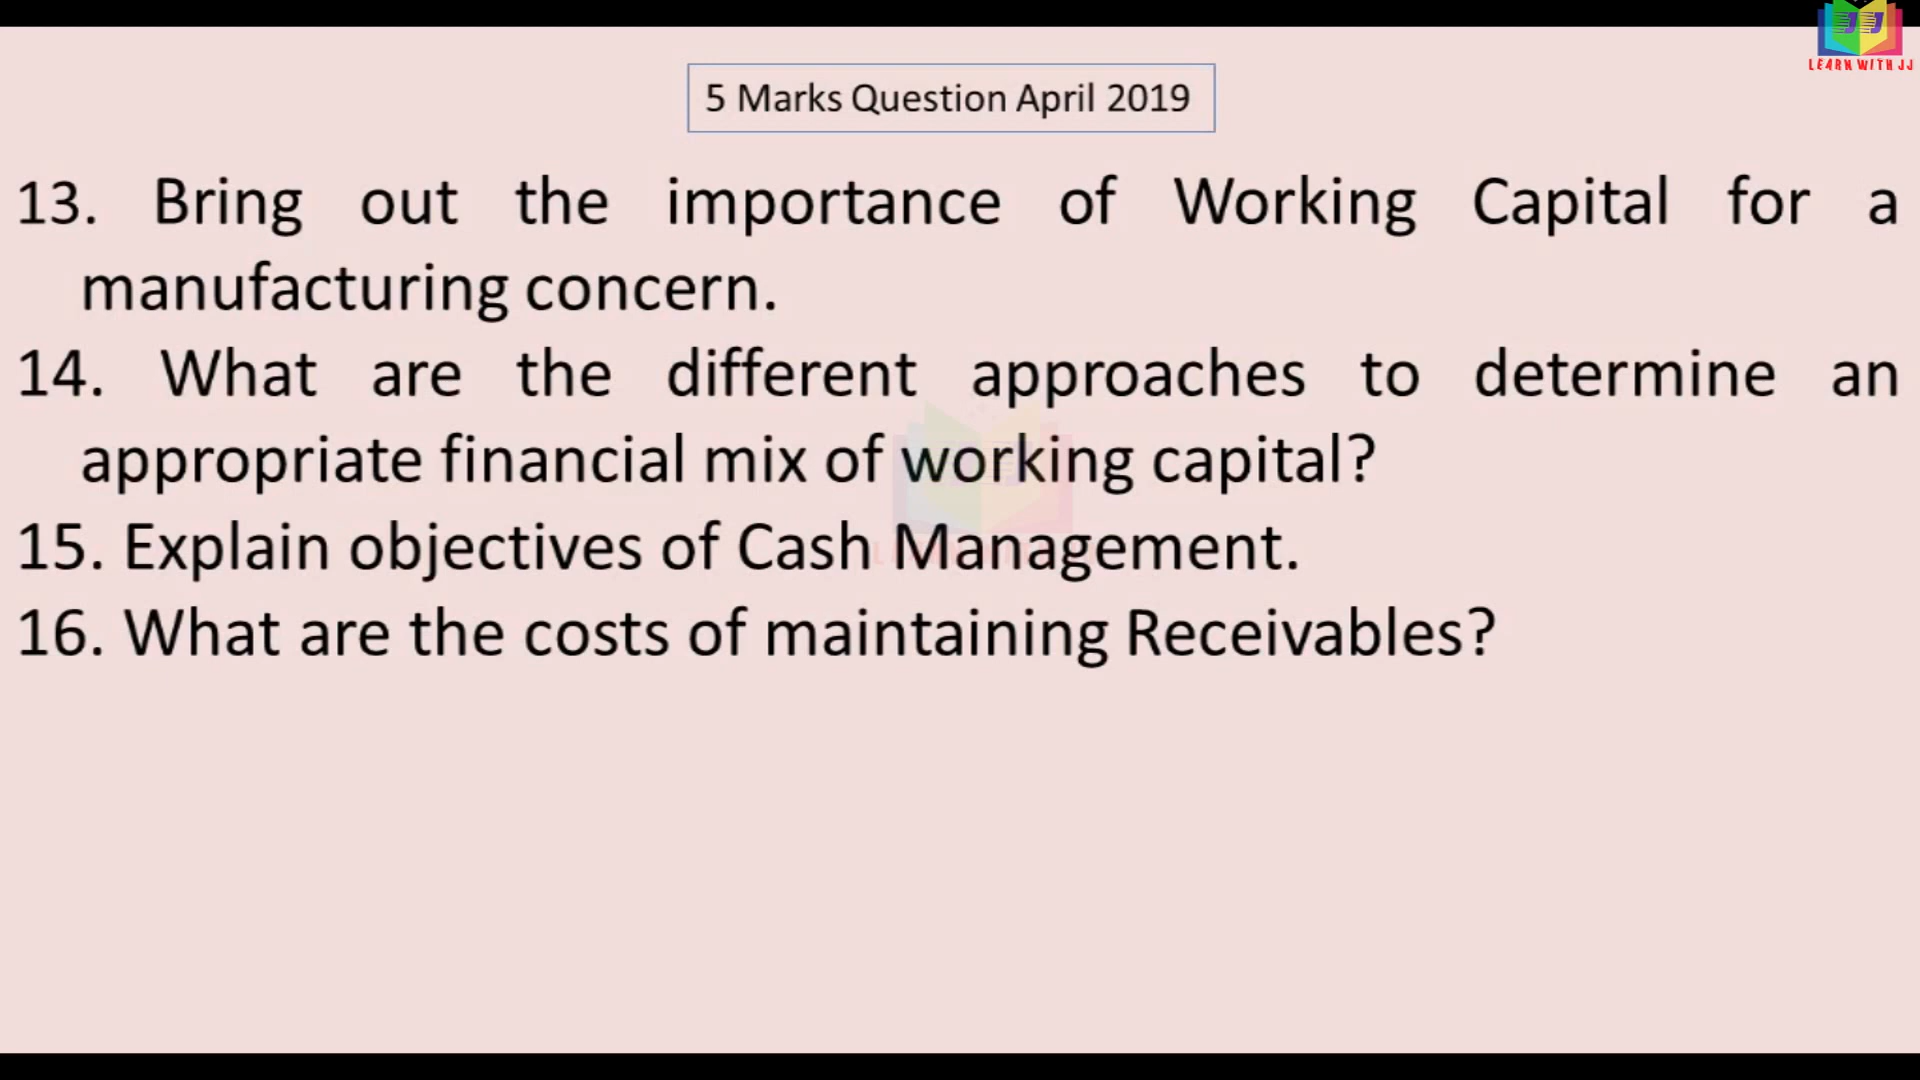 LEARN WITH JJ
5 Marks Question April 2019
13. Bring out the importance of Working Capital for a
manufacturing concern.
14. What are the different approaches to determine an
appropriate financial mix of working capital?
15. Explain objectives of Cash Management.
16. What are the costs of maintaining Receivables?